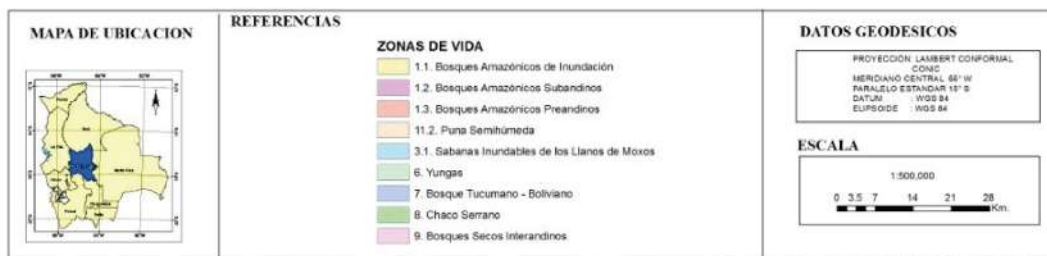 MAPA DE UBICACION
REFERENCIAS
ZONAS DE VIDA
1.1. Bosques Amazónicos de Inundación
1.2. Bosques Amazónicos Subandinos
1.3. Bosques Amazónicos Preandinos
11.2. Puna Semihúmeda
3.1. Sabanas Inundables de los Llanos de Moxos
6. Yungas
7. Bosque Tucumano - Boliviano
8. Chaco Serrano
9. Bosques Secos Interandinos
DATOS GEODESICOS
PROYECCIÓN: LAMBERT CONFORMAL
CONIC
MERIDIANO CENTRAL
PARALELO ESTANDAR
DATUM : WGS 84
ELIPSOIDE : WGS 84
ESCALA
1:500,000
0 3.5 7 14 21 28
Km.